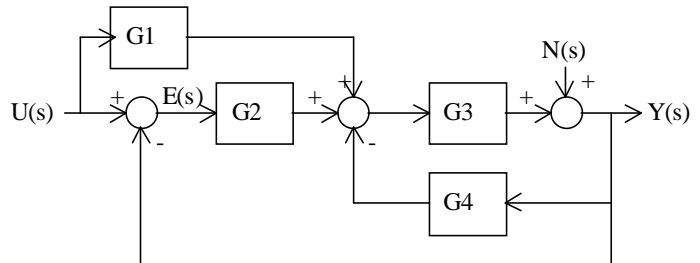 G1
N(s)
+
+
U(s)
+
E(s)
G2
+
G3
+
Y(s)
-
-
G4